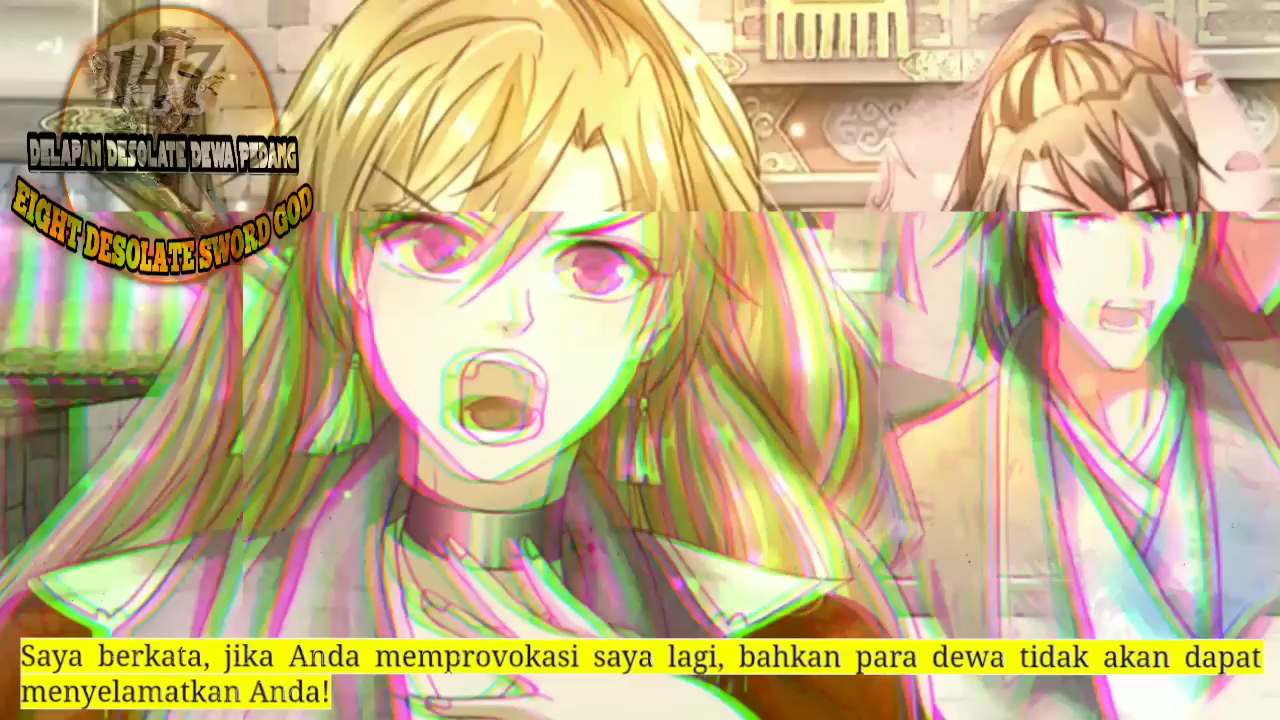 147
DELAPAN DESOLATE DEWA PEDANG
EIGHT DESOLATE SWORD GOD
Saya berkata, jika Anda memprovokasi saya lagi, bahkan para dewa tidak akan dapat
menyelamatkan Anda!